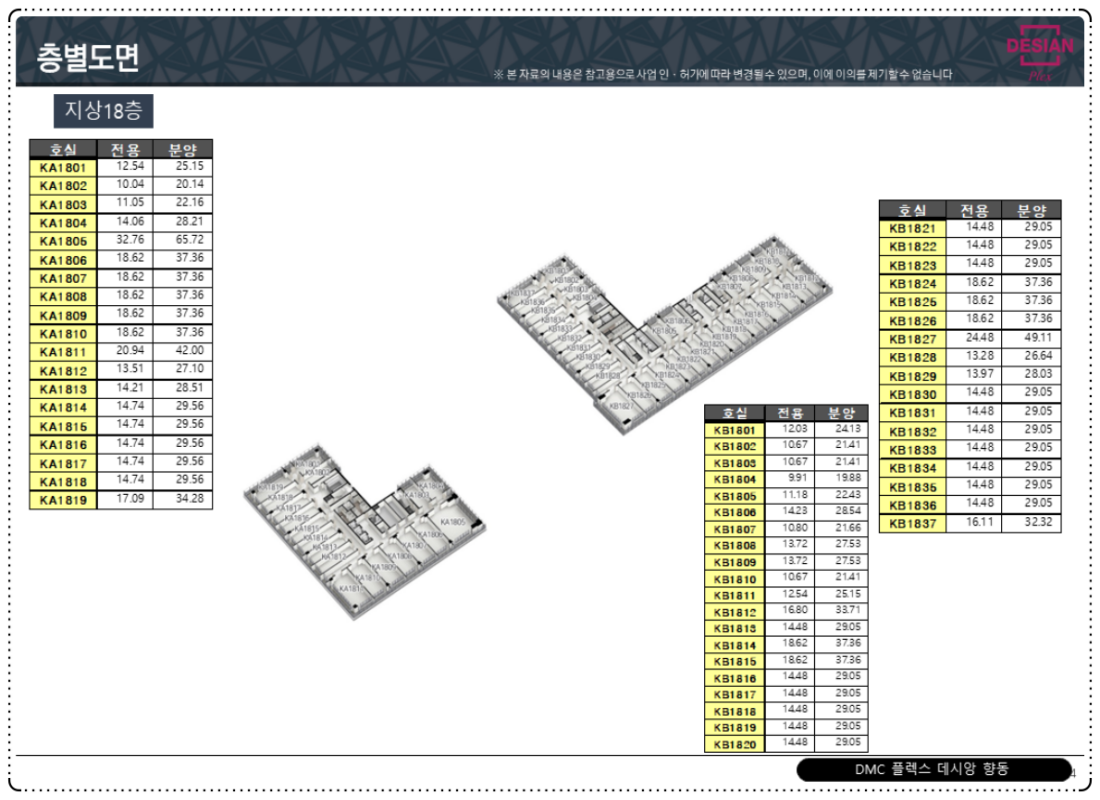 층별도면
※ 본 자료의 내용은 참고용으로 사업 인 · 허가에 따라 변경될 수 있으며, 이에 이의를 제기할 수 없습니다
DESIAN
Plex
지상18층
호실 전용 분양
KA1801 12.54 25.15
KA1802 10.04 20.14
KA1803 11.05 22.16
KA1804 14.06 28.21
KA1805 32.76 65.72
KA1806 18.62 37.36
KA1807 18.62 37.36
KA1808 18.62 37.36
KA1809 18.62 37.36
KA1810 18.62 37.36
KA1811 20.94 42.00
KA1812 13.51 27.10
KA1813 14.21 28.51
KA1814 14.74 29.56
KA1815 14.74 29.56
KA1816 14.74 29.56
KA1817 14.74 29.56
KA1818 14.74 29.56
KA1819 17.09 34.28
호실 전용 분양
KB1801 12.03 24.13
KB1802 10.67 21.41
KB1803 10.67 21.41
KB1804 9.91 19.88
KB1805 11.18 22.43
KB1806 14.23 28.54
KB1807 10.80 21.66
KB1808 13.72 27.53
KB1809 13.72 27.53
KB1810 10.67 21.41
KB1811 12.54 25.15
KB1812 16.80 33.71
KB1813 14.48 29.05
KB1814 18.62 37.36
KB1815 18.62 37.36
KB1816 14.48 29.05
KB1817 14.48 29.05
KB1818 14.48 29.05
KB1819 14.48 29.05
KB1820 14.48 29.05
호실 전용 분양
KB1821 14.48 29.05
KB1822 14.48 29.05
KB1823 14.48 29.05
KB1824 18.62 37.36
KB1825 18.62 37.36
KB1826 18.62 37.36
KB1827 24.48 49.11
KB1828 13.28 26.64
KB1829 13.97 28.03
KB1830 14.48 29.05
KB1831 14.48 29.05
KB1832 14.48 29.05
KB1833 14.48 29.05
KB1834 14.48 29.05
KB1835 14.48 29.05
KB1836 14.48 29.05
KB1837 16.11 32.32
KA1805
KB1827
DMC 플렉스 데시앙 향동